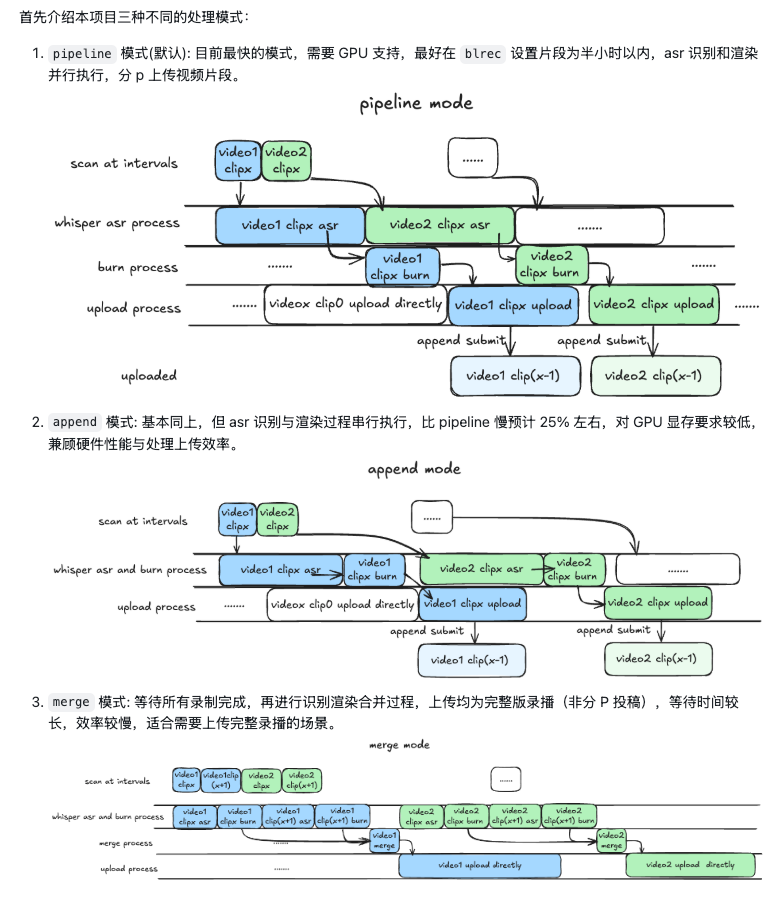 首先介绍本项目三种不同的处理模式：
1. pipeline 模式(默认): 目前最快的模式，需要 GPU 支持，最好在 blrec 设置片段为半小时以内，asr 识别和渲染
并行执行，分 p 上传视频片段。
pipeline mode
scan at intervals
video1
clipx
video2
clipx
......
whisper asr process
video1 clipx asr
video2 clipx asr
.......
burn process
.......
video1
clipx burn
video2
clipx burn
.......
upload process
.......
videox clip0 upload directly
video1 clipx upload
video2 clipx upload
.......
append submit
append submit
uploaded
video1 clip(x-1)
video2 clip(x-1)
2. append 模式: 基本同上，但 asr 识别与渲染过程串行执行，比 pipeline 慢预计 25% 左右，对 GPU 显存要求较低，
兼顾硬件性能与处理上传效率。
append mode
scan at intervals
video1
clipx
video2
clipx
......
whisper asr and burn process
video1 clipx asr
video1
clipx burn
video2 clipx asr
video2
clipx burn
.......
upload process
.......
videox clip0 upload directly
video1 clipx upload
video2 clipx upload
append submit
append submit
video1 clip(x-1)
video2 clip(x-1)
3. merge 模式: 等待所有录制完成，再进行识别渲染合并过程，上传均为完整版录播（非分 P 投稿），等待时间较
长，效率较慢，适合需要上传完整录播的场景。
merge mode
scan at intervals
video1
clipx
video1clip
(x+1)
video2
clipx
video2
clip(x+1)
......
whisper asr and burn process
video1
clipx asr
video1
clipx burn
video1
clip(x+1) asr
video1
clip(x+1) burn
video2
clipx asr
video2
clipx burn
video2
clip(x+1) asr
video2
clip(x+1) burn
merge process
.......
video1
merge
video2
merge
upload process
.......
video1 upload directly
video2 upload directly